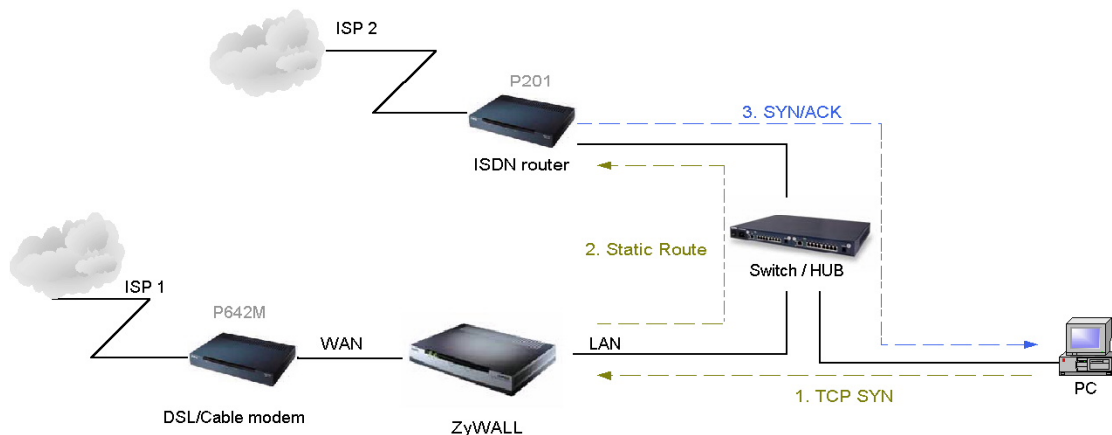 ISP 2
P201
3. SYN/ACK
ISDN router
2. Static Route
Switch / HUB
ISP 1
P642M
WAN
LAN
DSL/Cable modem
ZyWALL
1. TCP SYN
PC